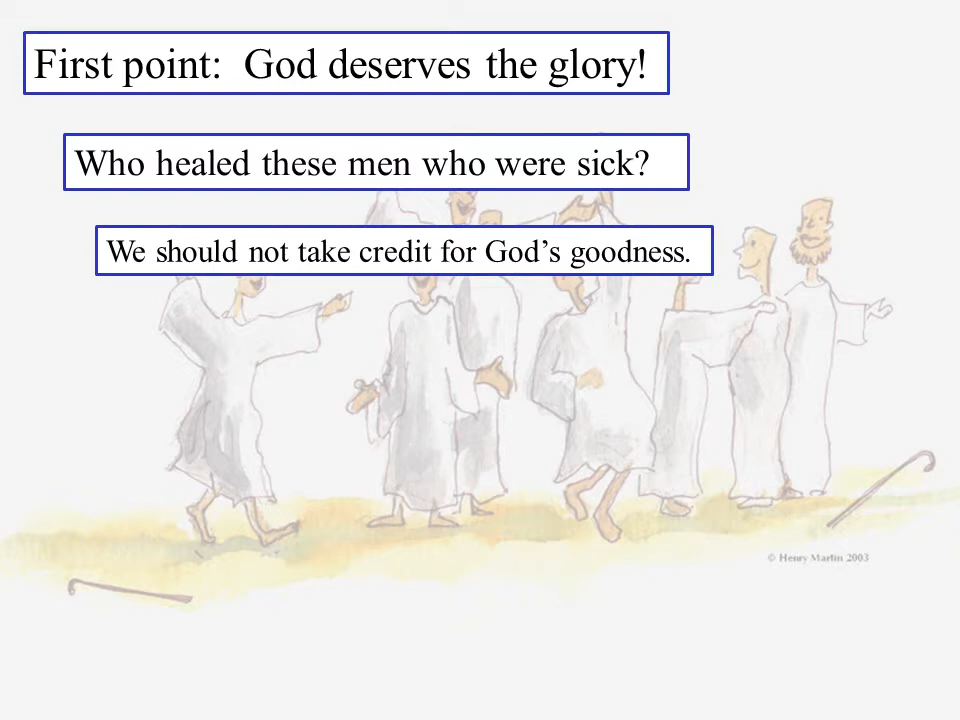 First point:  God deserves the glory!
Who healed these men who were sick?
We should not take credit for God’s goodness.
© Henry Martin 2003